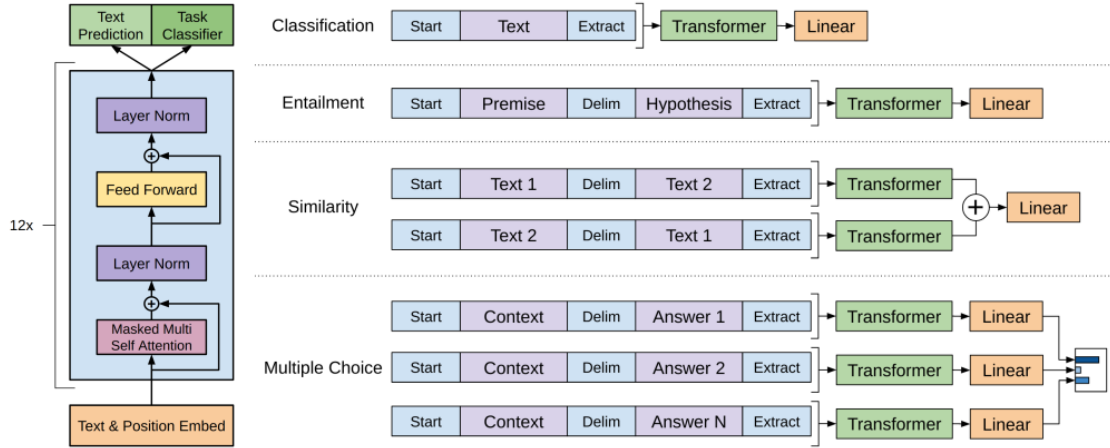 Text Prediction
Task Classifier
12x
Layer Norm
Feed Forward
Layer Norm
Masked Multi Self Attention
Text & Position Embed
Classification
Start Text Extract Transformer Linear
Entailment
Start Premise Delim Hypothesis Extract Transformer Linear
Similarity
Start Text 1 Delim Text 2 Extract Transformer
Linear
Start Text 2 Delim Text 1 Extract Transformer
Multiple Choice
Start Context Delim Answer 1 Extract Transformer Linear
Start Context Delim Answer 2 Extract Transformer Linear
Start Context Delim Answer N Extract Transformer Linear